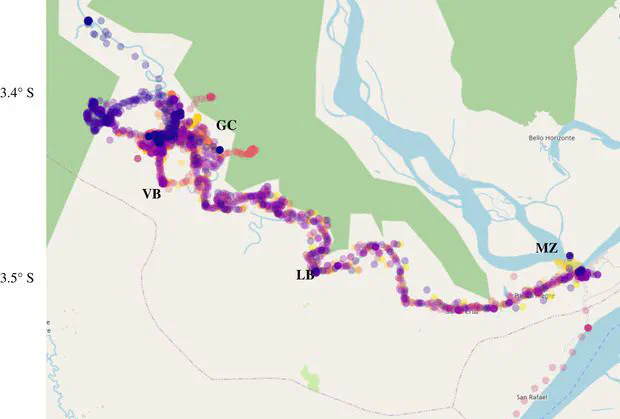 3.4° S
GC
Bello Horizonte
VB
MZ
3.5° S
LB
San Rafael